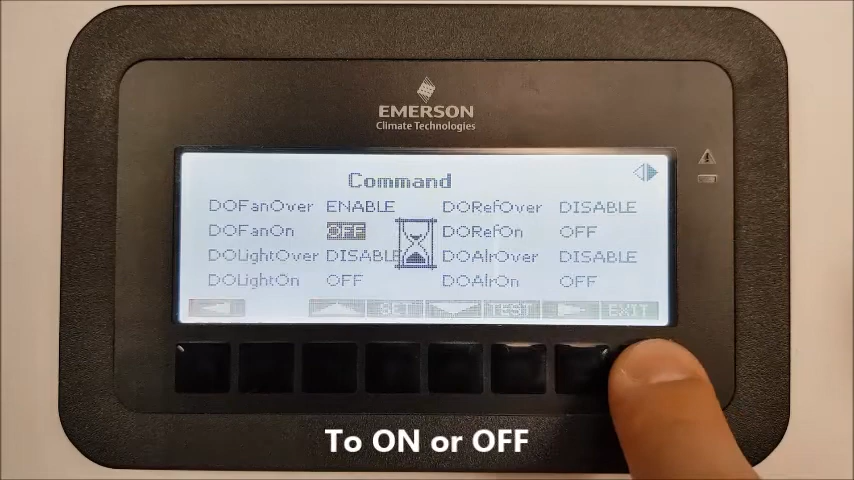 EMERSON
Climate Technologies
Command
DOFanOver ENABLE DORefOver DISABLE
DOFanOn OFF DORefOn OFF
DOLightOver DISABLE DOAlrOver DISABLE
DOLightOn OFF DOAlrOn OFF
SET TEST EXIT
To ON or OFF